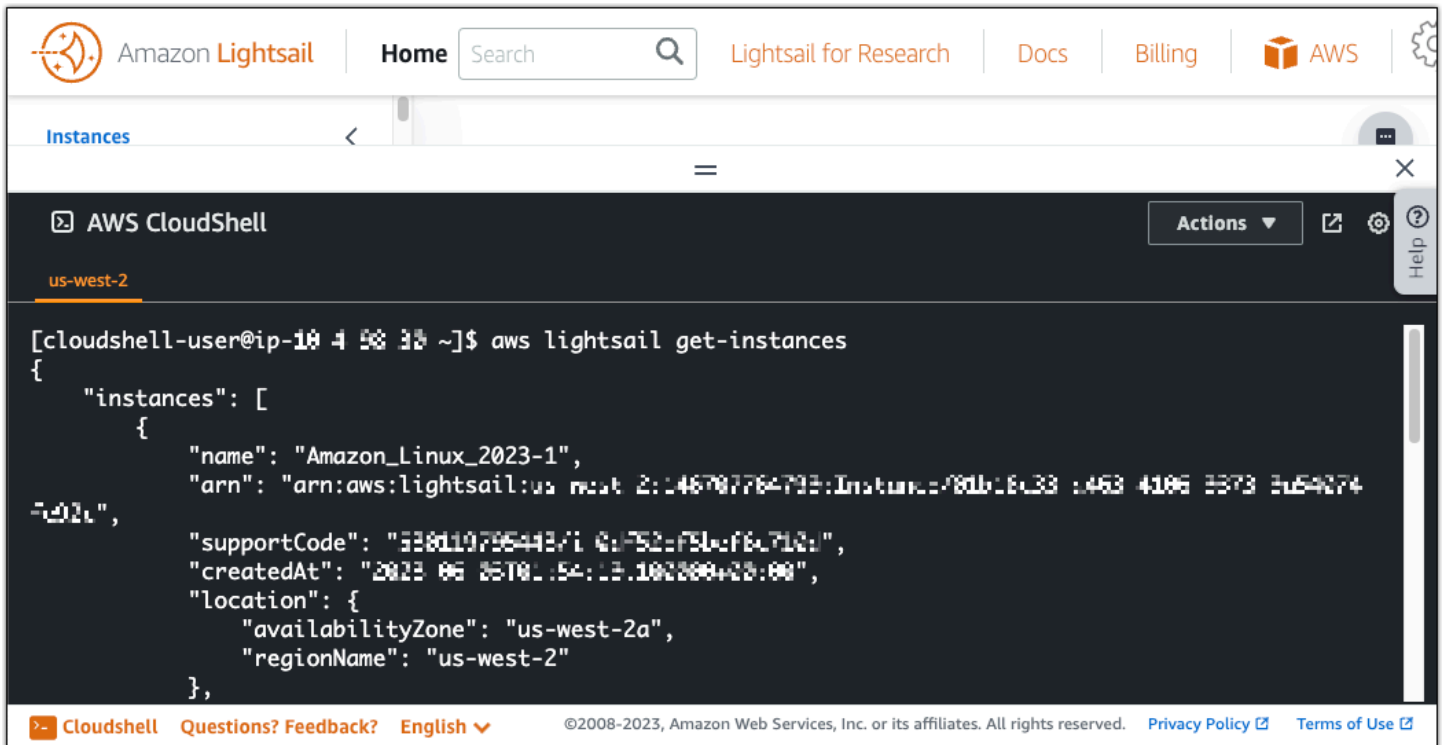 Amazon Lightsail Home Search Lightsail for Research Docs Billing AWS
Instances
AWS CloudShell Actions
Help
us-west-2
[cloudshell-user@ip- ~]$ aws lightsail get-instances
{
"instances": [
{
"name": "Amazon_Linux_2023-1",
"arn": "arn:aws:lightsail:
",
"supportCode": "",
"createdAt": "",
"location": {
"availabilityZone": "us-west-2a",
"regionName": "us-west-2"
},
Cloudshell Questions? Feedback? English ©2008-2023, Amazon Web Services, Inc. or its affiliates. All rights reserved. Privacy Policy Terms of Use